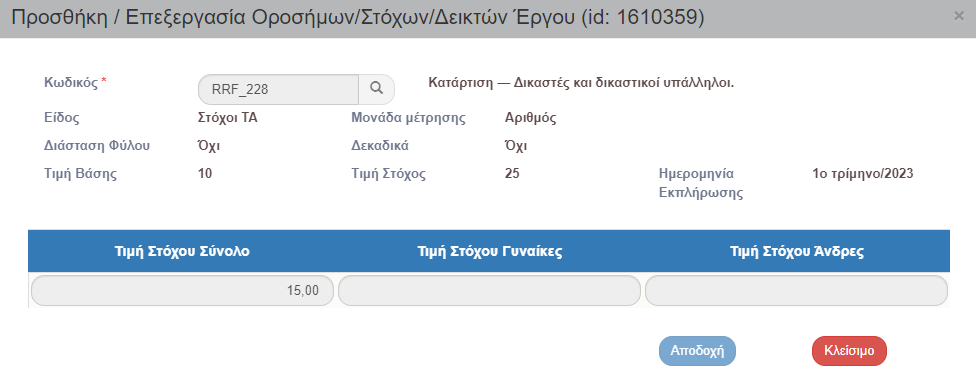 Προσθήκη / Επεξεργασία Οροσήμων/Στόχων/Δεικτών Έργου (id: 1610359) ×
Κωδικός * RRF_228 Κατάρτιση — Δικαστές και δικαστικοί υπάλληλοι.
Είδος Στόχοι ΤΑ Μονάδα μέτρησης Αριθμός
Διάσταση Φύλου Όχι Δεκαδικά Όχι
Τιμή Βάσης 10 Τιμή Στόχος 25 Ημερομηνία 1ο τρίμηνο/2023
Εκπλήρωσης
Τιμή Στόχου Σύνολο Τιμή Στόχου Γυναίκες Τιμή Στόχου Άνδρες
15,00
Αποδοχή Κλείσιμο